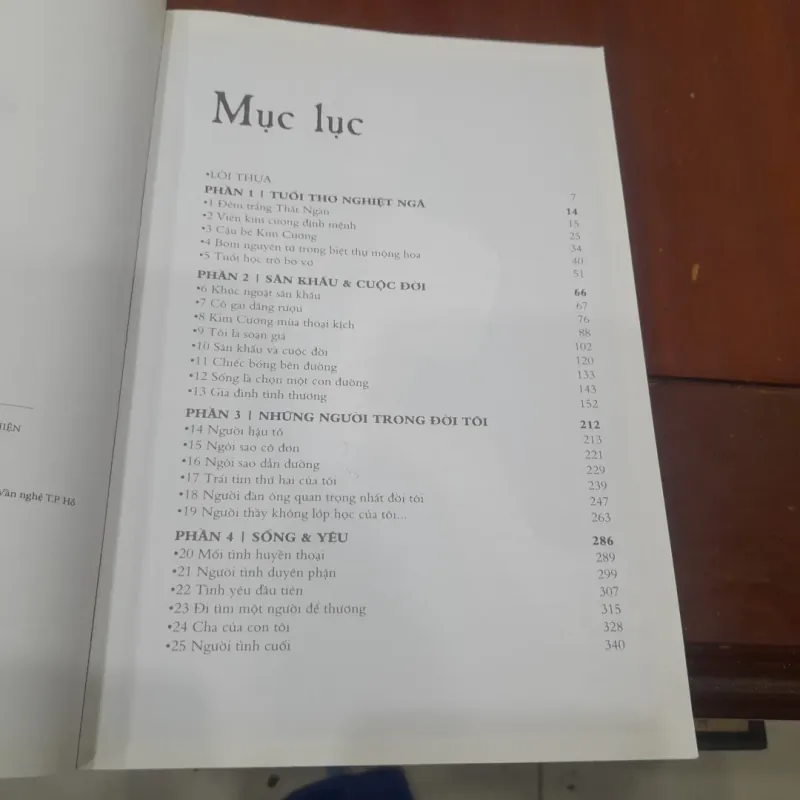 Mục lục
•LỜI THƯA 7
PHẦN 1 | TUỔI THƠ NGHIỆT NGÃ 14
•1 Đêm trắng Thất Ngàn 15
•2 Viên kim cương định mệnh 25
•3 Cậu bé Kim Cương 34
•4 Bom nguyên tử trong biệt thự mộng hoa 40
•5 Tuổi học trò bơ vơ 51
PHẦN 2 | SÂN KHẤU & CUỘC ĐỜI 66
•6 Khúc ngoặt sân khấu 67
•7 Cô gái dâng rượu 76
•8 Kim Cương mùa thoại kịch 88
•9 Tôi là soạn giả 102
•10 Sân khấu và cuộc đời 120
•11 Chiếc bóng bên đường 133
•12 Sống là chọn một con đường 143
•13 Gia đình tình thương 152
PHẦN 3 | NHỮNG NGƯỜI TRONG ĐỜI TÔI 212
•14 Người hậu tổ 213
•15 Ngôi sao cô đơn 221
•16 Ngôi sao dẫn đường 229
•17 Trái tim thứ hai của tôi 239
•18 Người đàn ông quan trọng nhất đời tôi 247
•19 Người thầy không lớp học của tôi... 263
PHẦN 4 | SỐNG & YÊU 286
•20 Mối tình huyền thoại 289
•21 Người tình duyên phận 299
•22 Tình yêu đầu tiên 307
•23 Đi tìm một người để thương 315
•24 Cha của con tôi 328
•25 Người tình cuối 340
HIỆN
Văn nghệ T.P Hồ